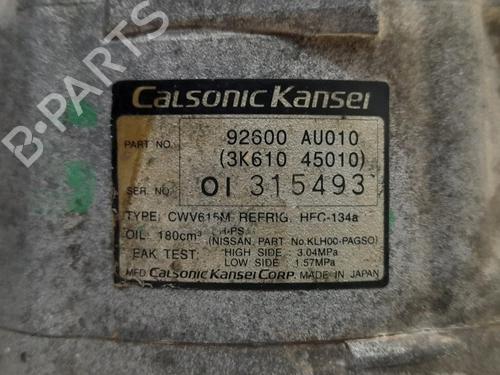 Calsonic Kansei
PART NO. 92600 AU010
(3K610 45010)
SER NO. 01 315493
TYPE: CWV615M REFRIG. HFC-134a
OIL: 180cm³
(NISSAN. PART No.KLH00-PAGSO)
LEAK TEST: HIGH SIDE : 3.04MPa
LOW SIDE : 1.57MPa
MFD Calsonic Kansei Corp. MADE IN JAPAN
B-PARTS